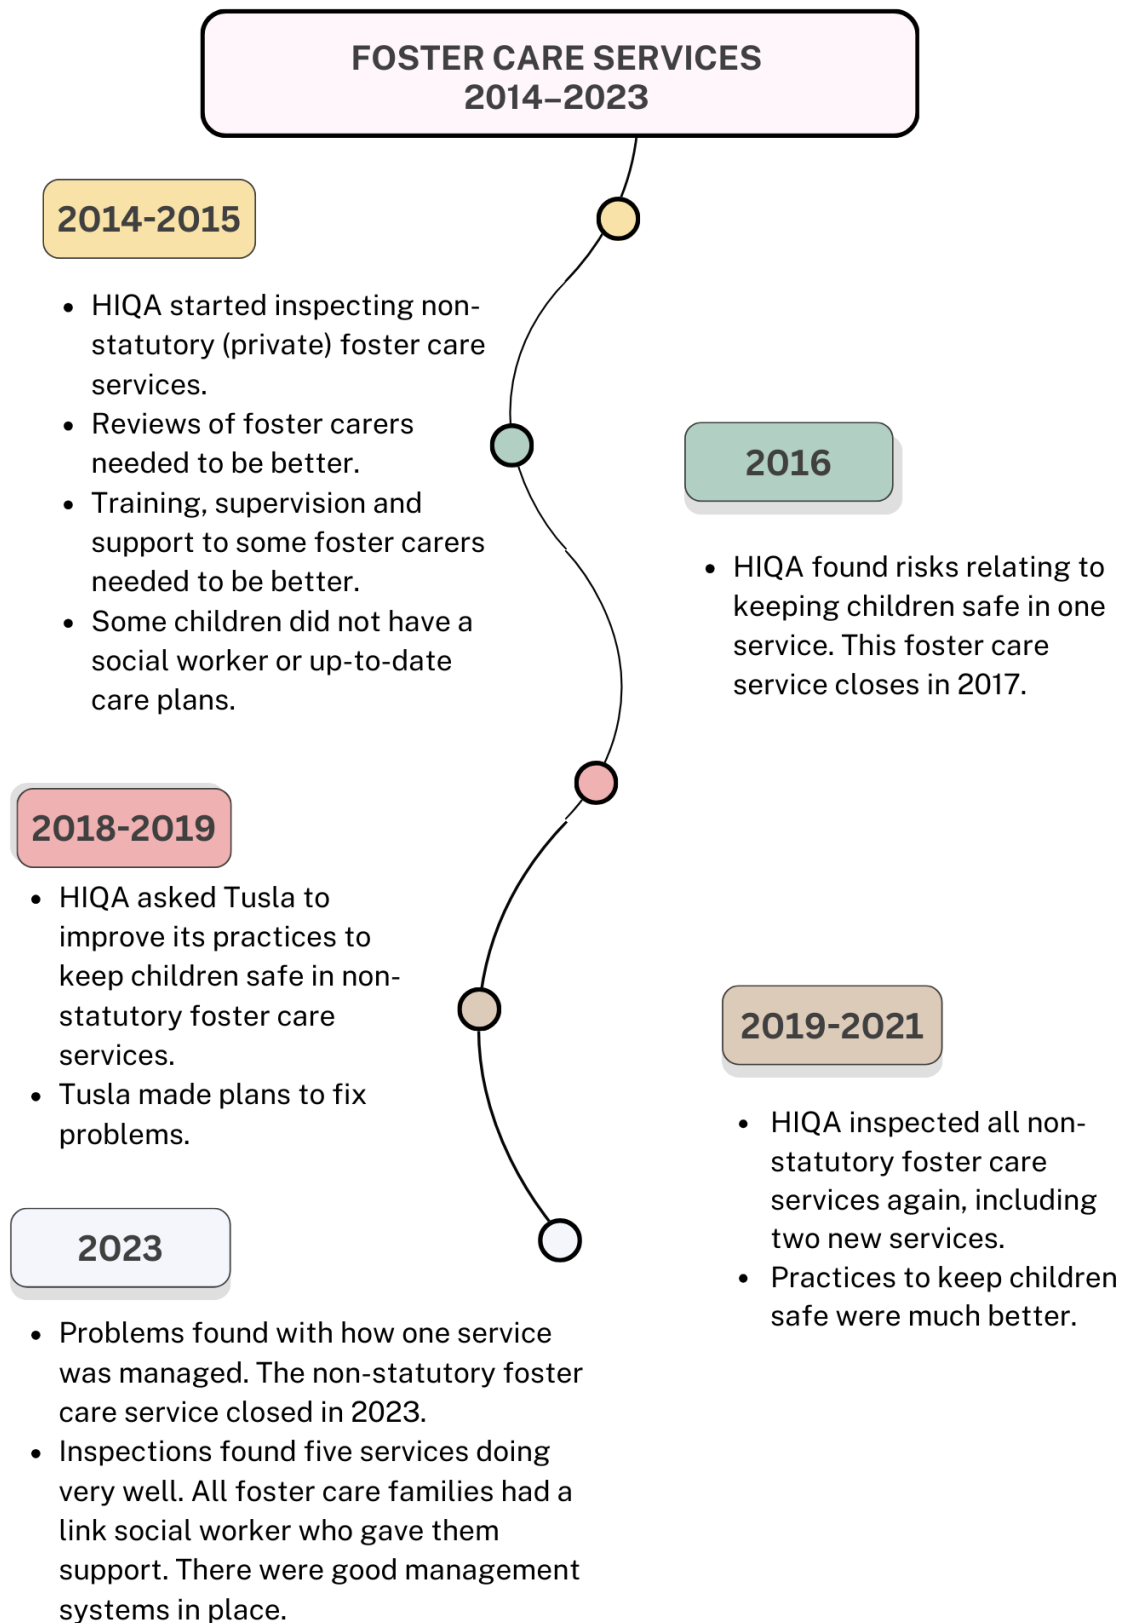 FOSTER CARE SERVICES
2014–2023
2014-2015
• HIQA started inspecting non-
statutory (private) foster care
services.
• Reviews of foster carers
needed to be better.
• Training, supervision and
support to some foster carers
needed to be better.
• Some children did not have a
social worker or up-to-date
care plans.
2016
• HIQA found risks relating to
keeping children safe in one
service. This foster care
service closes in 2017.
2018-2019
• HIQA asked Tusla to
improve its practices to
keep children safe in non-
statutory foster care
services.
• Tusla made plans to fix
problems.
2019-2021
• HIQA inspected all non-
statutory foster care
services again, including
two new services.
• Practices to keep children
safe were much better.
2023
• Problems found with how one service
was managed. The non-statutory foster
care service closed in 2023.
• Inspections found five services doing
very well. All foster care families had a
link social worker who gave them
support. There were good management
systems in place.